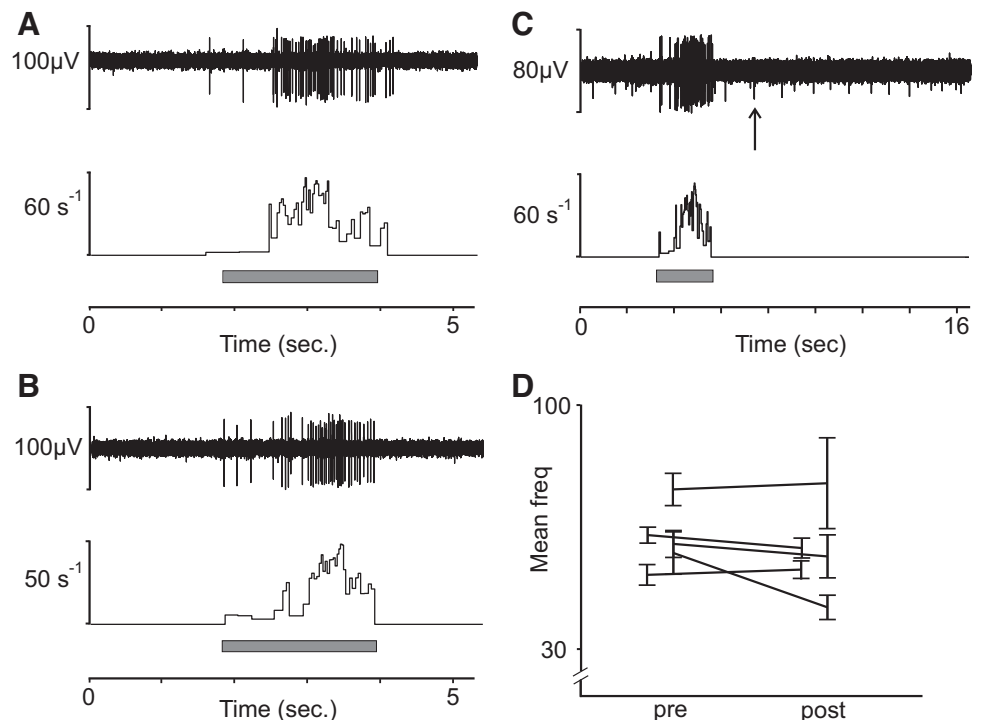 A
100µV
60 s-1
0 5
Time (sec.)
B
100µV
50 s-1
0 5
Time (sec.)
C
80µV
60 s-1
0 16
Time (sec)
D
100
Mean freq
30
pre post